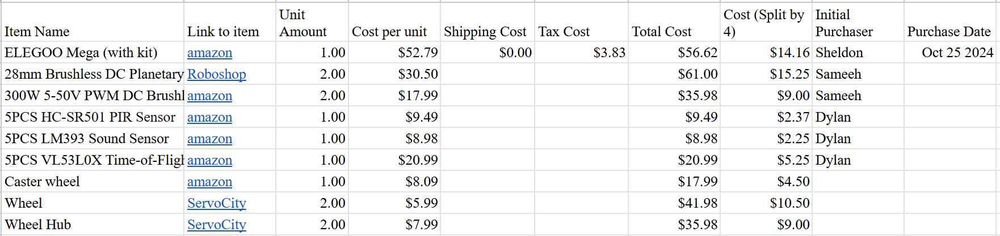 Item Name Link to item Unit Amount Cost per unit Shipping Cost Tax Cost Total Cost Cost (Split by 4) Initial Purchaser Purchase Date
ELEGOO Mega (with kit) amazon 1.00 $52.79 $0.00 $3.83 $56.62 $14.16 Sheldon Oct 25 2024
28mm Brushless DC Planetary Roboshop 2.00 $30.50 $61.00 $15.25 Sameeh
300W 5-50V PWM DC Brushl amazon 2.00 $17.99 $35.98 $9.00 Sameeh
5PCS HC-SR501 PIR Sensor amazon 1.00 $9.49 $9.49 $2.37 Dylan
5PCS LM393 Sound Sensor amazon 1.00 $8.98 $8.98 $2.25 Dylan
5PCS VL53L0X Time-of-Fligh amazon 1.00 $20.99 $20.99 $5.25 Dylan
Caster wheel amazon 1.00 $8.09 $17.99 $4.50
Wheel ServoCity 2.00 $5.99 $41.98 $10.50
Wheel Hub ServoCity 2.00 $7.99 $35.98 $9.00